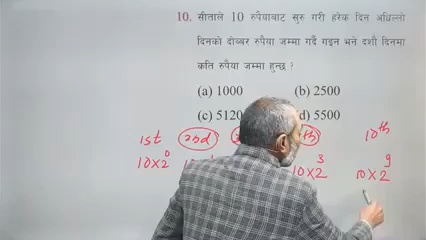 10. सीताले 10 रुपैयाबाट सुरु गरी हरेक दिन अघिल्लो
दिनको दोब्बर रुपैया जम्मा गर्दै गइन भने दशौ दिनमा
कति रुपैया जम्मा हुन्छ ?
(a) 1000 (b) 2500
(c) 5120 (d) 5500
1st 2nd th 10th
10×2⁰ 10×2³ 10×2⁹